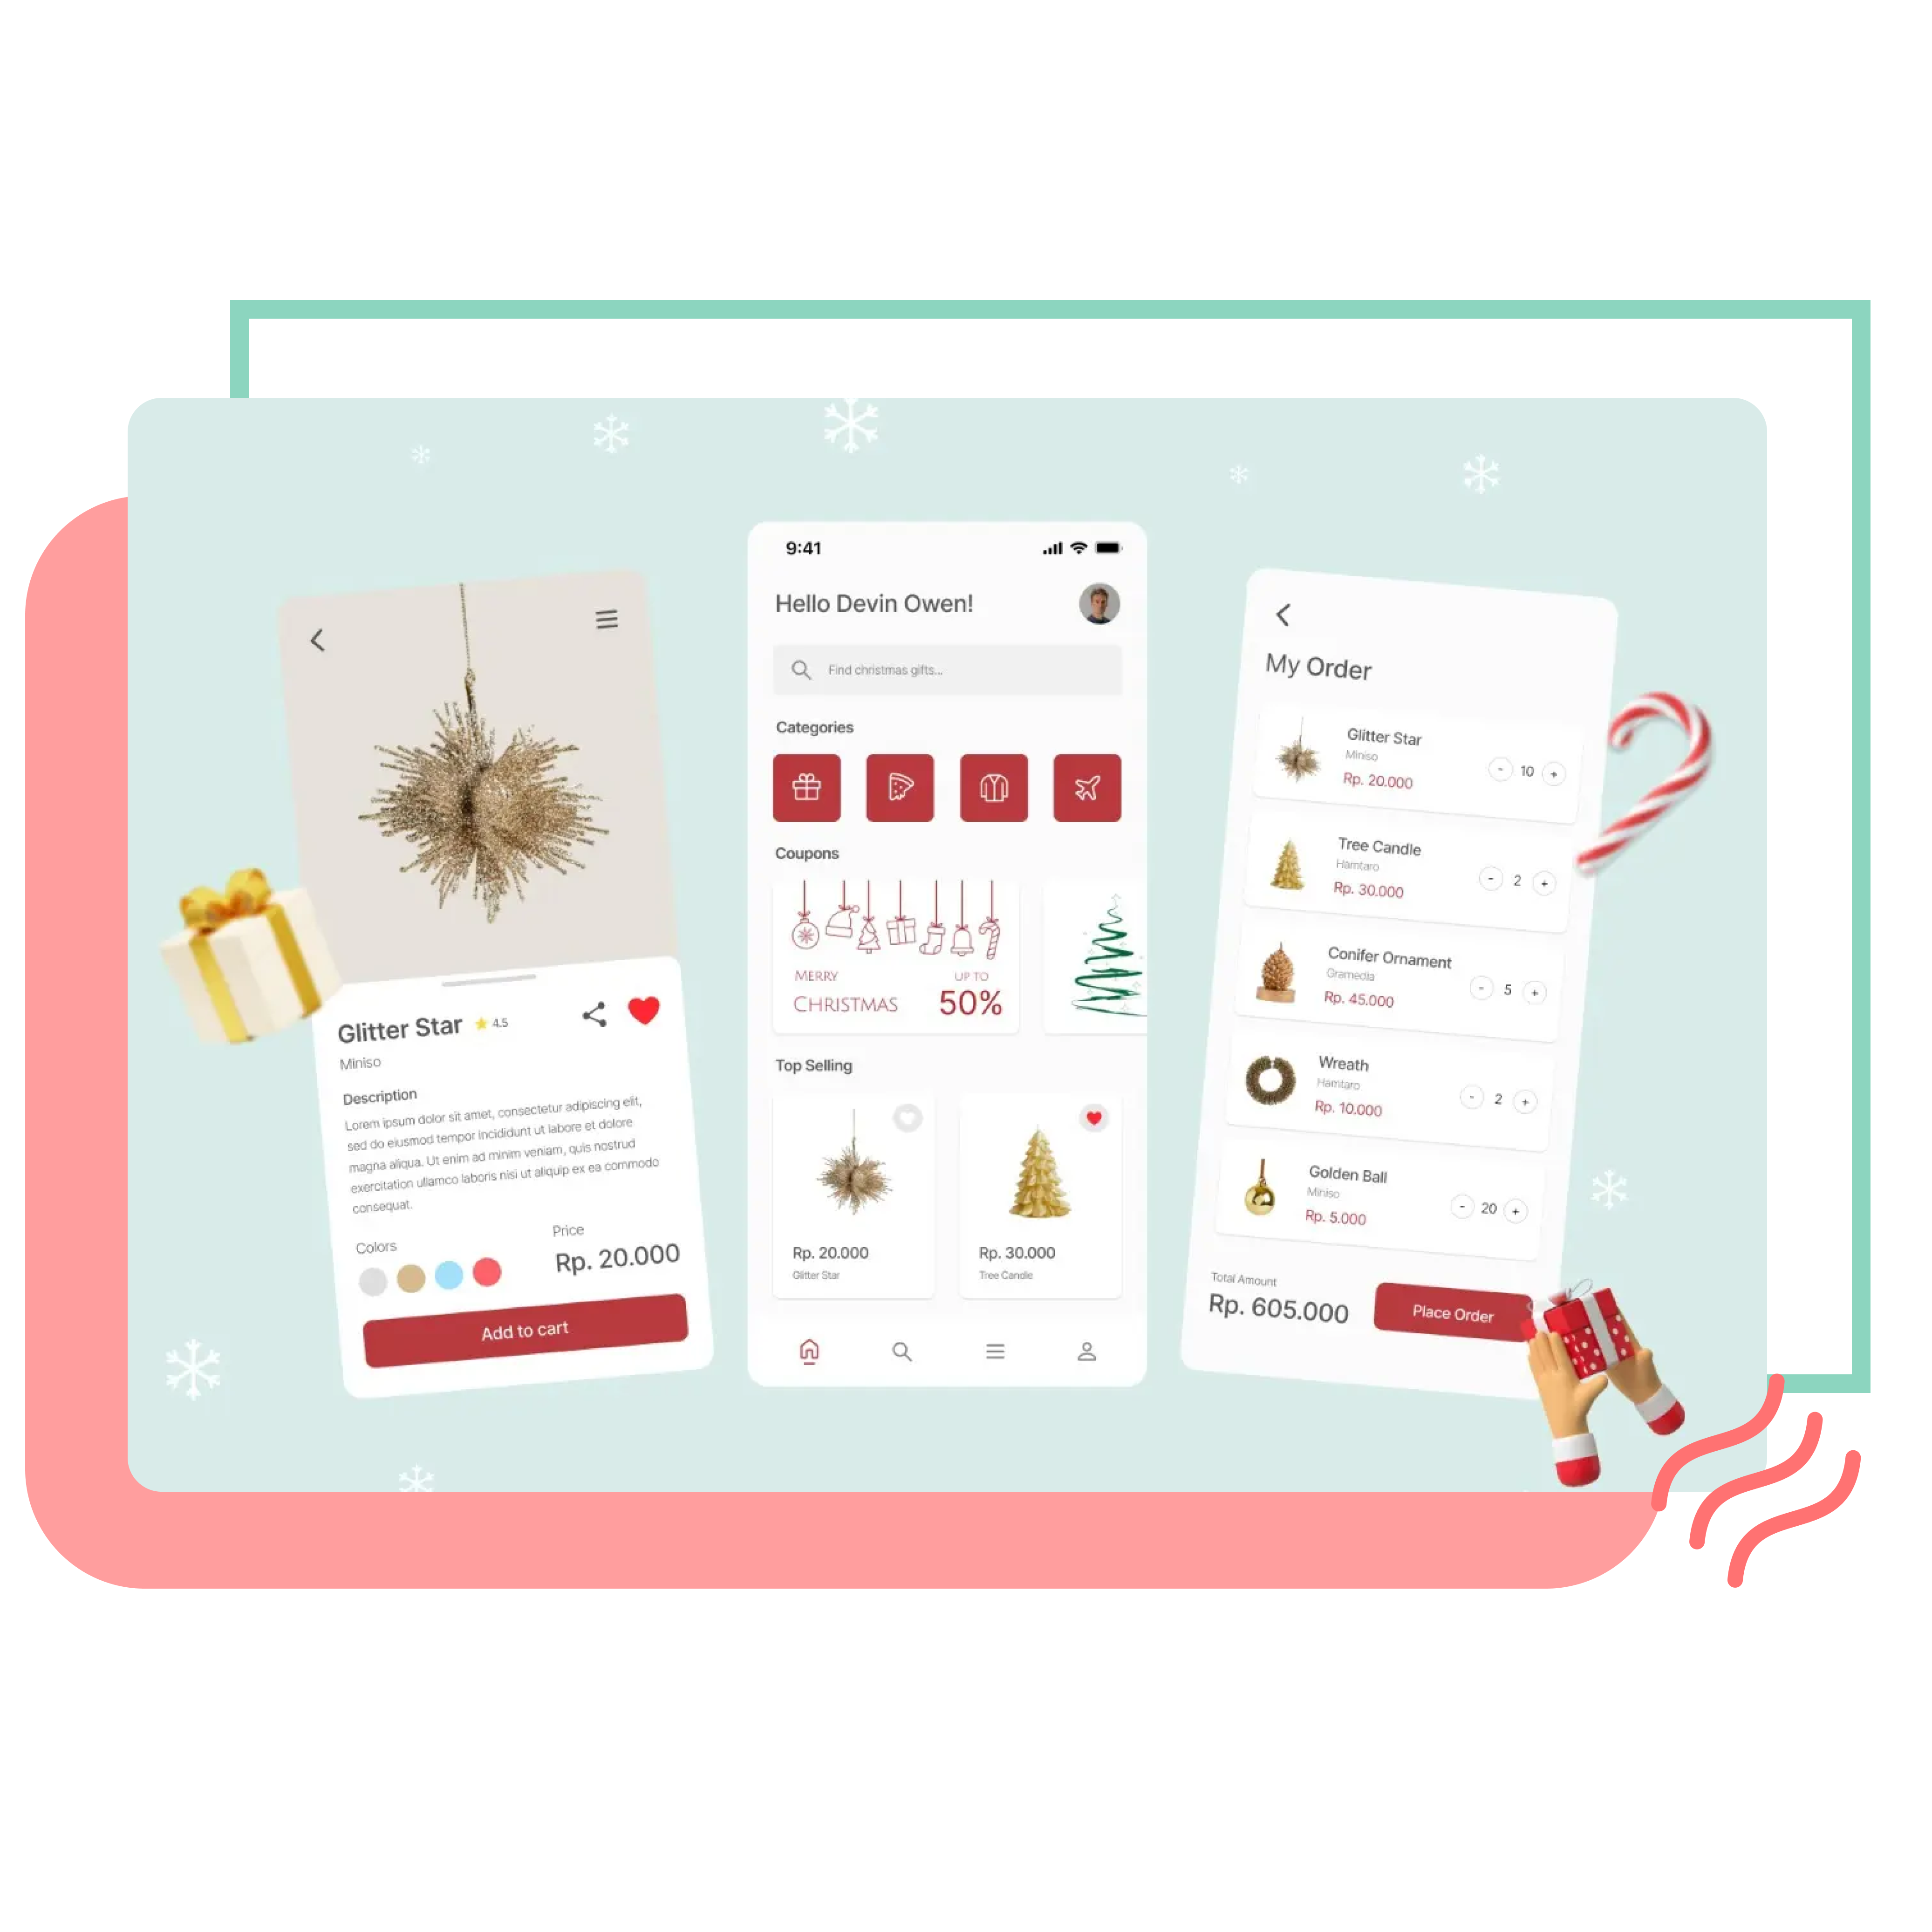 Glitter Star 4.5
Miniso
Description
Lorem ipsum dolor sit amet, consectetur adipiscing elit,
sed do eiusmod tempor incididunt ut labore et dolore
magna aliqua. Ut enim ad minim veniam, quis nostrud
exercitation ullamco laboris nisi ut aliquip ex ea commodo
consequat.
Colors
Price
Rp. 20.000
Add to cart
9:41
Hello Devin Owen!
Find christmas gifts...
Categories
Coupons
MERRY
CHRISTMAS
UP TO
50%
Top Selling
Rp. 20.000
Glitter Star
Rp. 30.000
Tree Candle
My Order
Glitter Star
Miniso
Rp. 20.000
- 10 +
Tree Candle
Hamtaro
Rp. 30.000
- 2 +
Conifer Ornament
Gramedia
Rp. 45.000
- 5 +
Wreath
Hamtaro
Rp. 10.000
- 2 +
Golden Ball
Miniso
Rp. 5.000
- 20 +
Total Amount
Rp. 605.000
Place Order